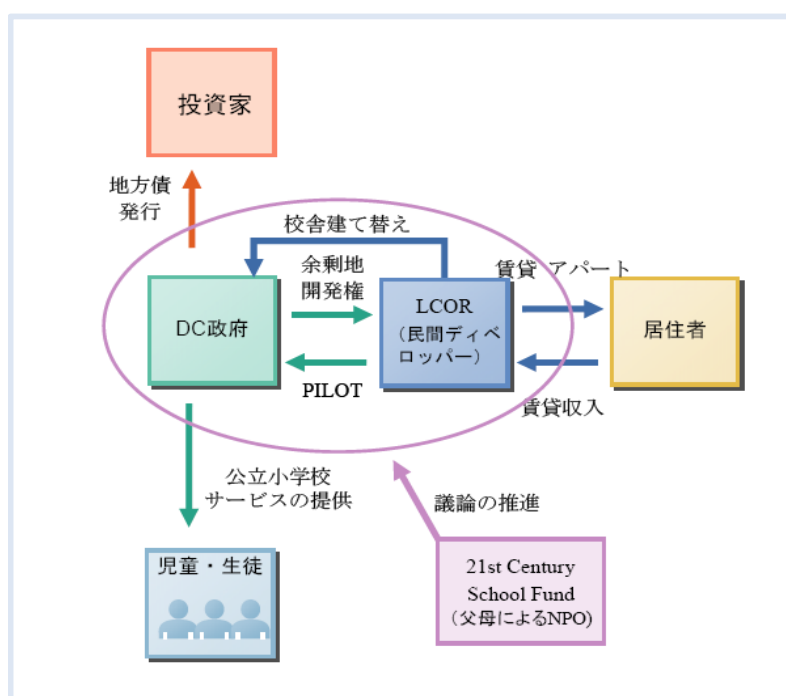 投資家
地方債
発行
校舎建て替え
余剰地
開発権
賃貸 アパート
DC政府
LCOR
（民間ディベ
ロッパー）
居住者
PILOT
賃貸収入
公立小学校
サービスの提供
議論の推進
児童・生徒
21st Century
School Fund
（父母によるNPO)